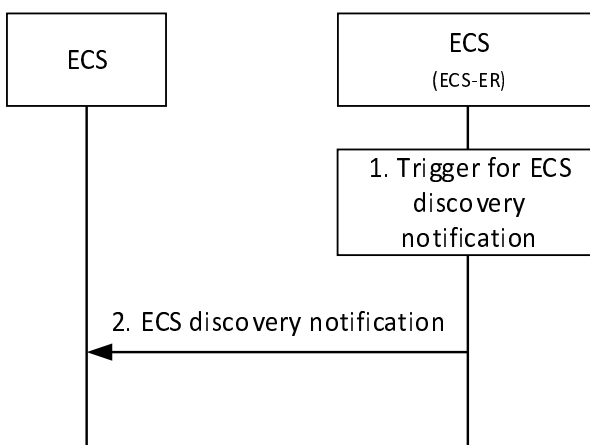 ECS
ECS
(ECS-ER)
1. Trigger for ECS
discovery
notification
2. ECS discovery notification